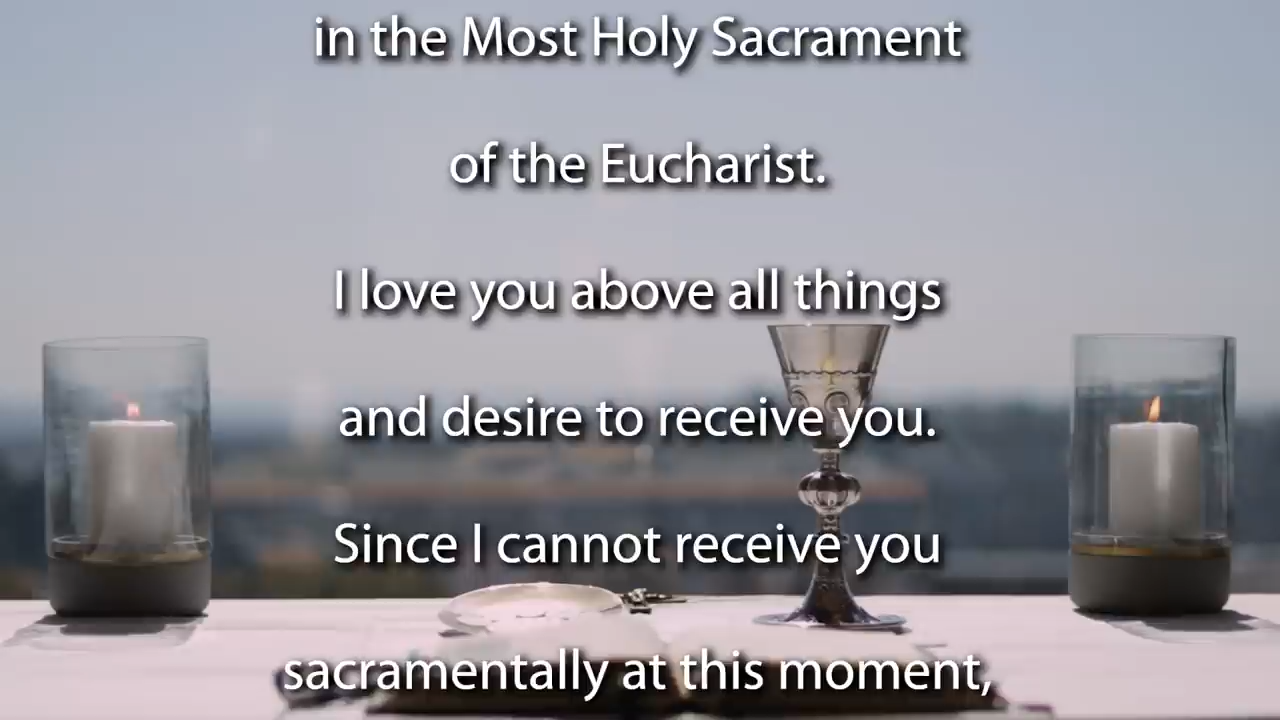 in the Most Holy Sacrament
of the Eucharist.
I love you above all things
and desire to receive you.
Since I cannot receive you
sacramentally at this moment,